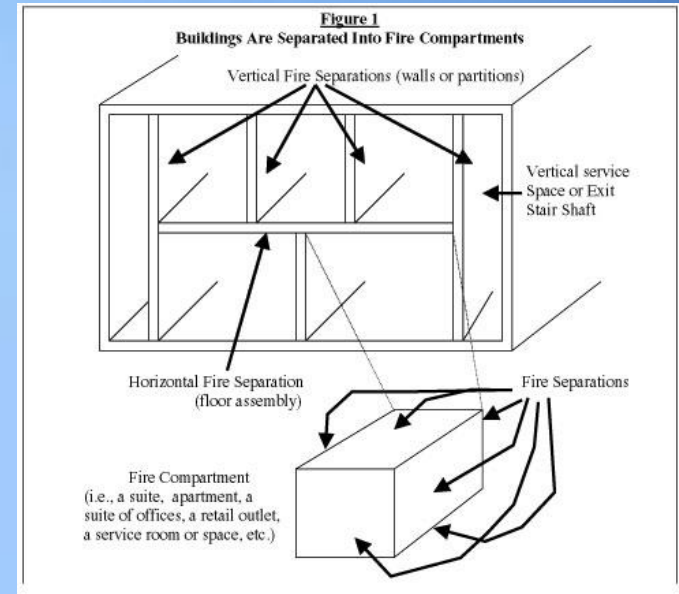 Figure 1
Buildings Are Separated Into Fire Compartments
Vertical Fire Separations (walls or partitions)
Vertical service
Space or Exit
Stair Shaft
Horizontal Fire Separation
(floor assembly)
Fire Separations
Fire Compartment
(i.e., a suite, apartment, a
suite of offices, a retail outlet,
a service room or space, etc.)